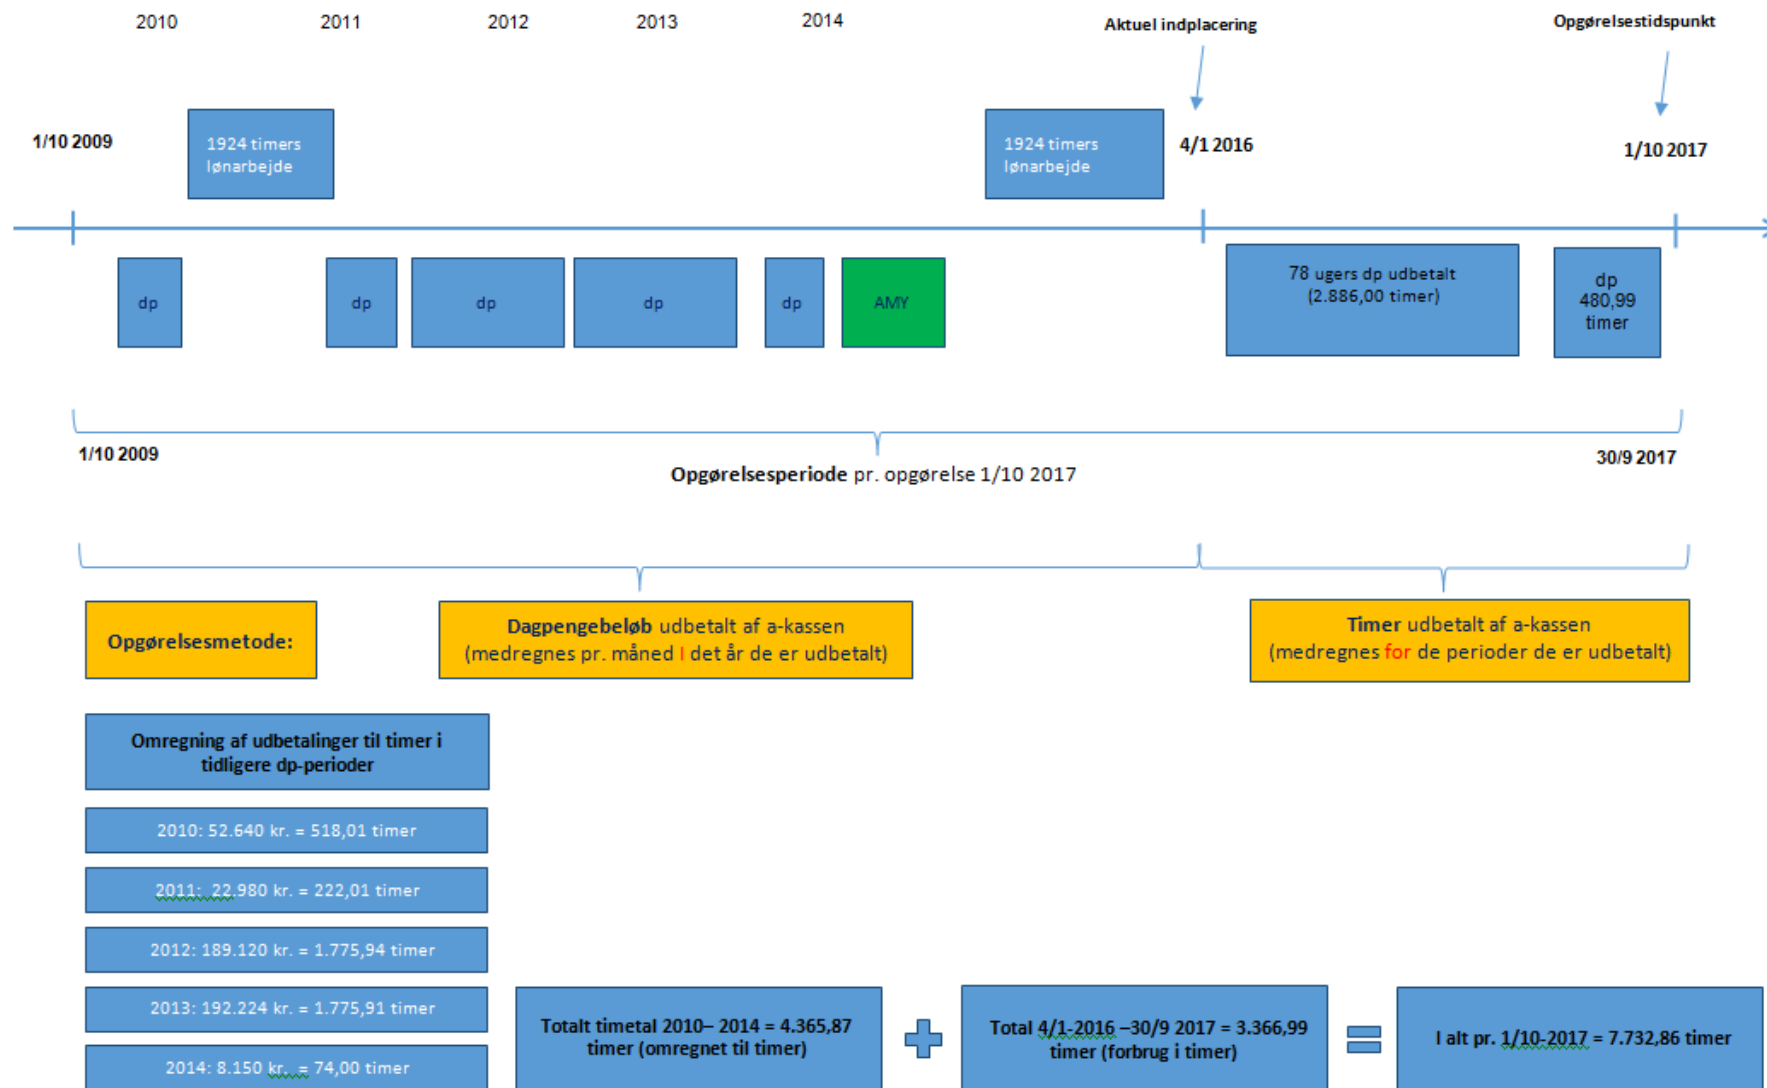 2010
2011
2012
2013
2014
Aktuel indplacering
Opgørelsestidspunkt
1/10 2009
1924 timers
lønarbejde
1924 timers
lønarbejde
4/1 2016
1/10 2017
dp
dp
dp
dp
dp
AMY
78 ugers dp udbetalt
(2.886,00 timer)
dp
480,99
timer
1/10 2009
30/9 2017
Opgørelsesperiode pr. opgørelse 1/10 2017
Opgørelsesmetode:
Dagpengebeløb udbetalt af a-kassen
(medregnes pr. måned I det år de er udbetalt)
Timer udbetalt af a-kassen
(medregnes for de perioder de er udbetalt)
Omregning af udbetalinger til timer i
tidligere dp-perioder
2010: 52.640 kr. = 518,01 timer
2011: 22.980 kr. = 222,01 timer
2012: 189.120 kr. = 1.775,94 timer
2013: 192.224 kr. = 1.775,91 timer
2014: 8.150 kr. = 74,00 timer
Totalt timetal 2010– 2014 = 4.365,87
timer (omregnet til timer)
Total 4/1-2016 –30/9 2017 = 3.366,99
timer (forbrug i timer)
I alt pr. 1/10-2017 = 7.732,86 timer